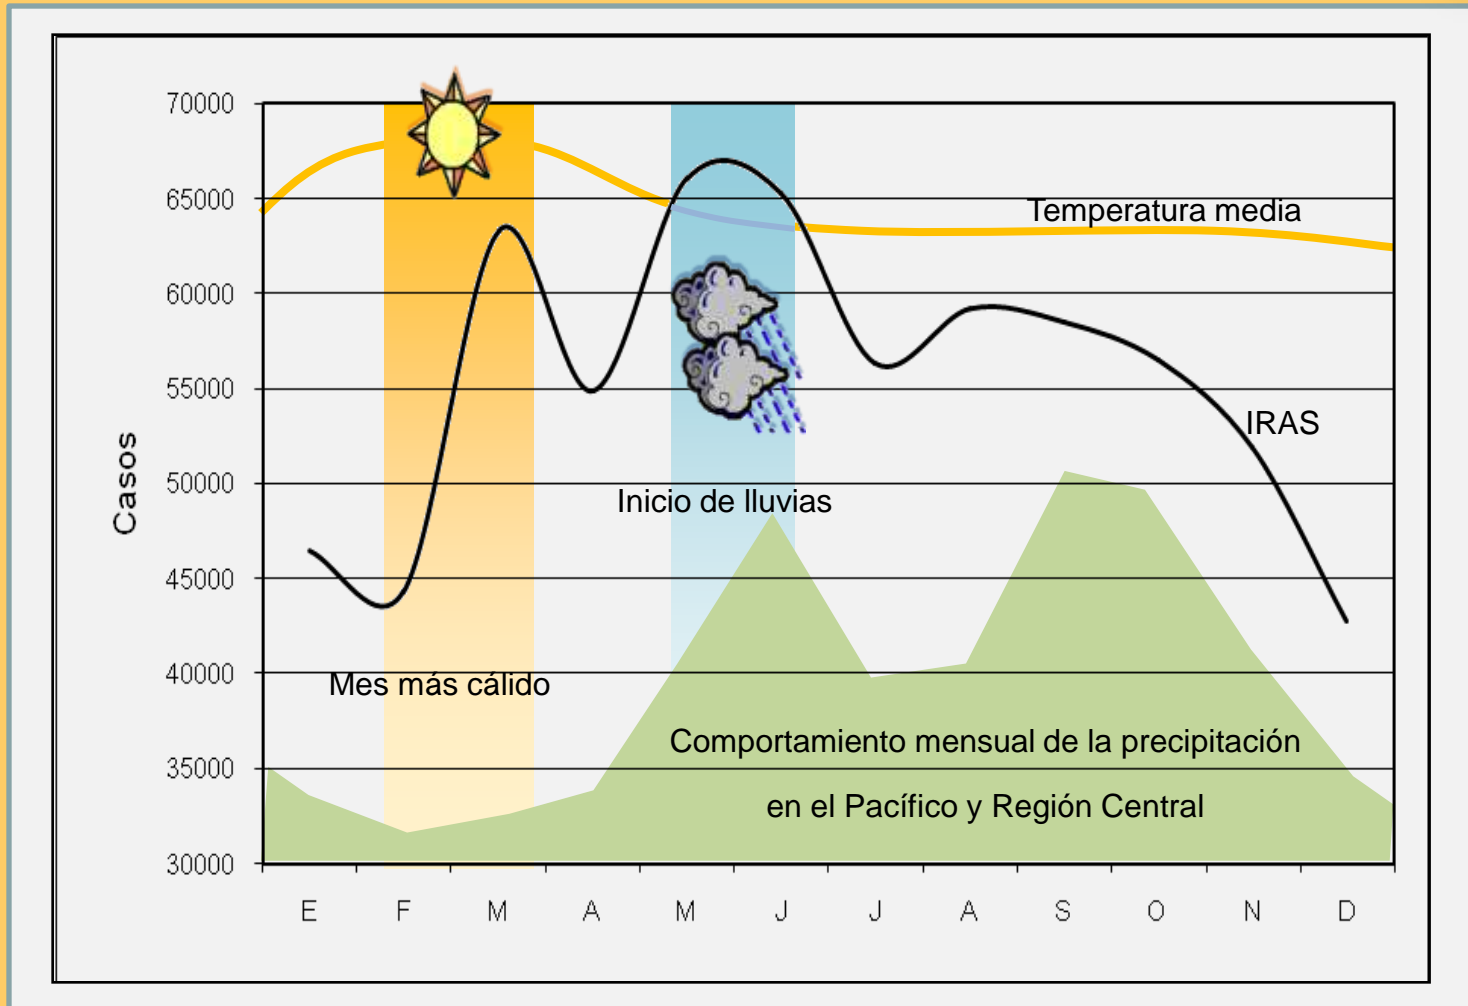 70000
65000
60000
55000
50000
45000
40000
35000
30000
Casos
Temperatura media
IRAS
Inicio de lluvias
Mes más cálido
Comportamiento mensual de la precipitación
en el Pacífico y Región Central
E F M A M J J A S O N D